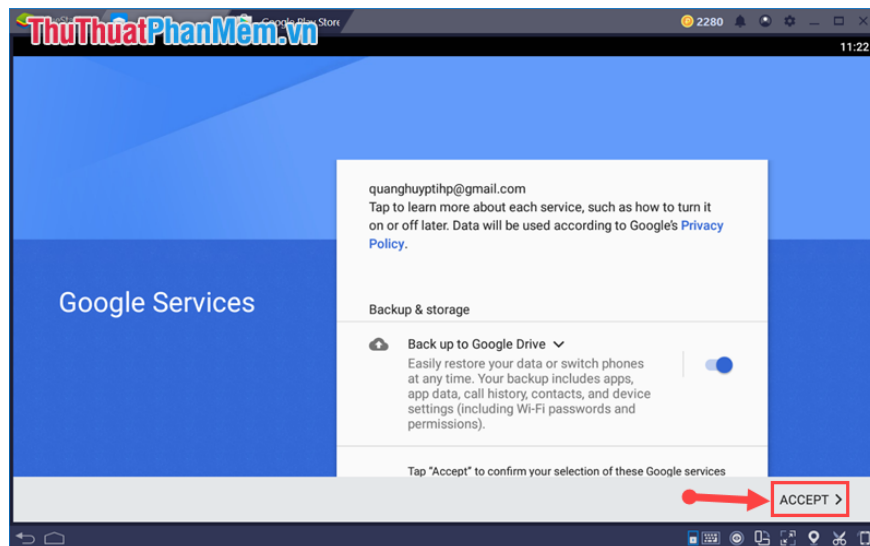 ThuThuatPhanMem.vn
Google Play Store
2280
11:22
quanghuyptihp@gmail.com
Tap to learn more about each service, such as how to turn it
on or off later. Data will be used according to Google's Privacy
Policy.
Google Services
Backup & storage
Back up to Google Drive
Easily restore your data or switch phones
at any time. Your backup includes apps,
app data, call history, contacts, and device
settings (including Wi-Fi passwords and
permissions).
Tap "Accept" to confirm your selection of these Google services
ACCEPT